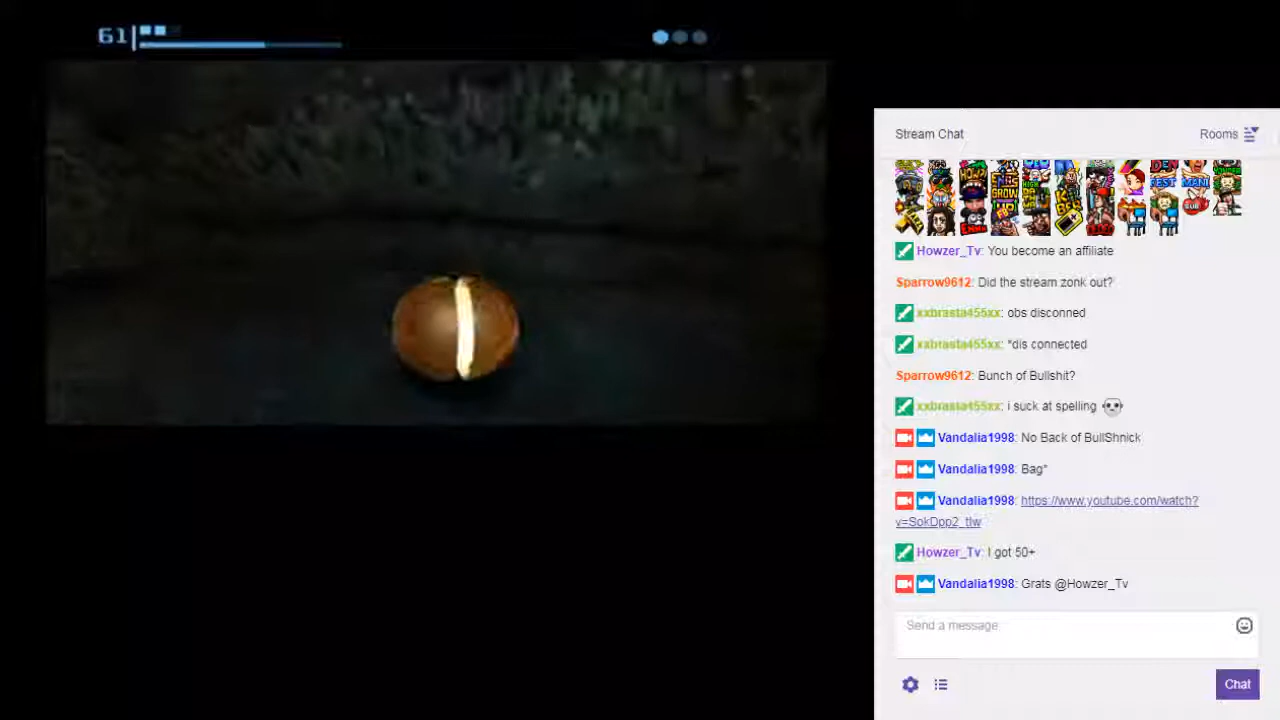 61
Stream Chat
Rooms
Howzer_Tv: You become an affiliate
Sparrow9612: Did the stream zonk out?
xxbrasta455xx: obs disconned
xxbrasta455xx: *dis connected
Sparrow9612: Bunch of Bullshit?
xxbrasta455xx: i suck at spelling
Vandalia1998: No Back of BullShnick
Vandalia1998: Bag*
Vandalia1998: https://www.youtube.com/watch?
v=SokDpp2_tIw
Howzer_Tv: I got 50+
Vandalia1998: Grats @Howzer_Tv
Send a message
Chat